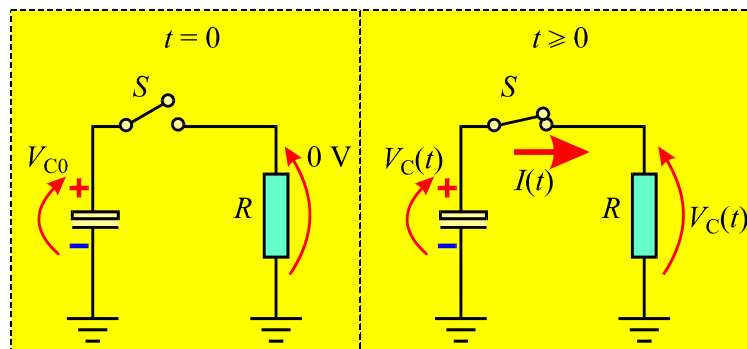 t = 0
S
V_C0
+
0 V
R
−
t ⩾ 0
S
V_C(t)
+
I(t)
R
V_C(t)
−